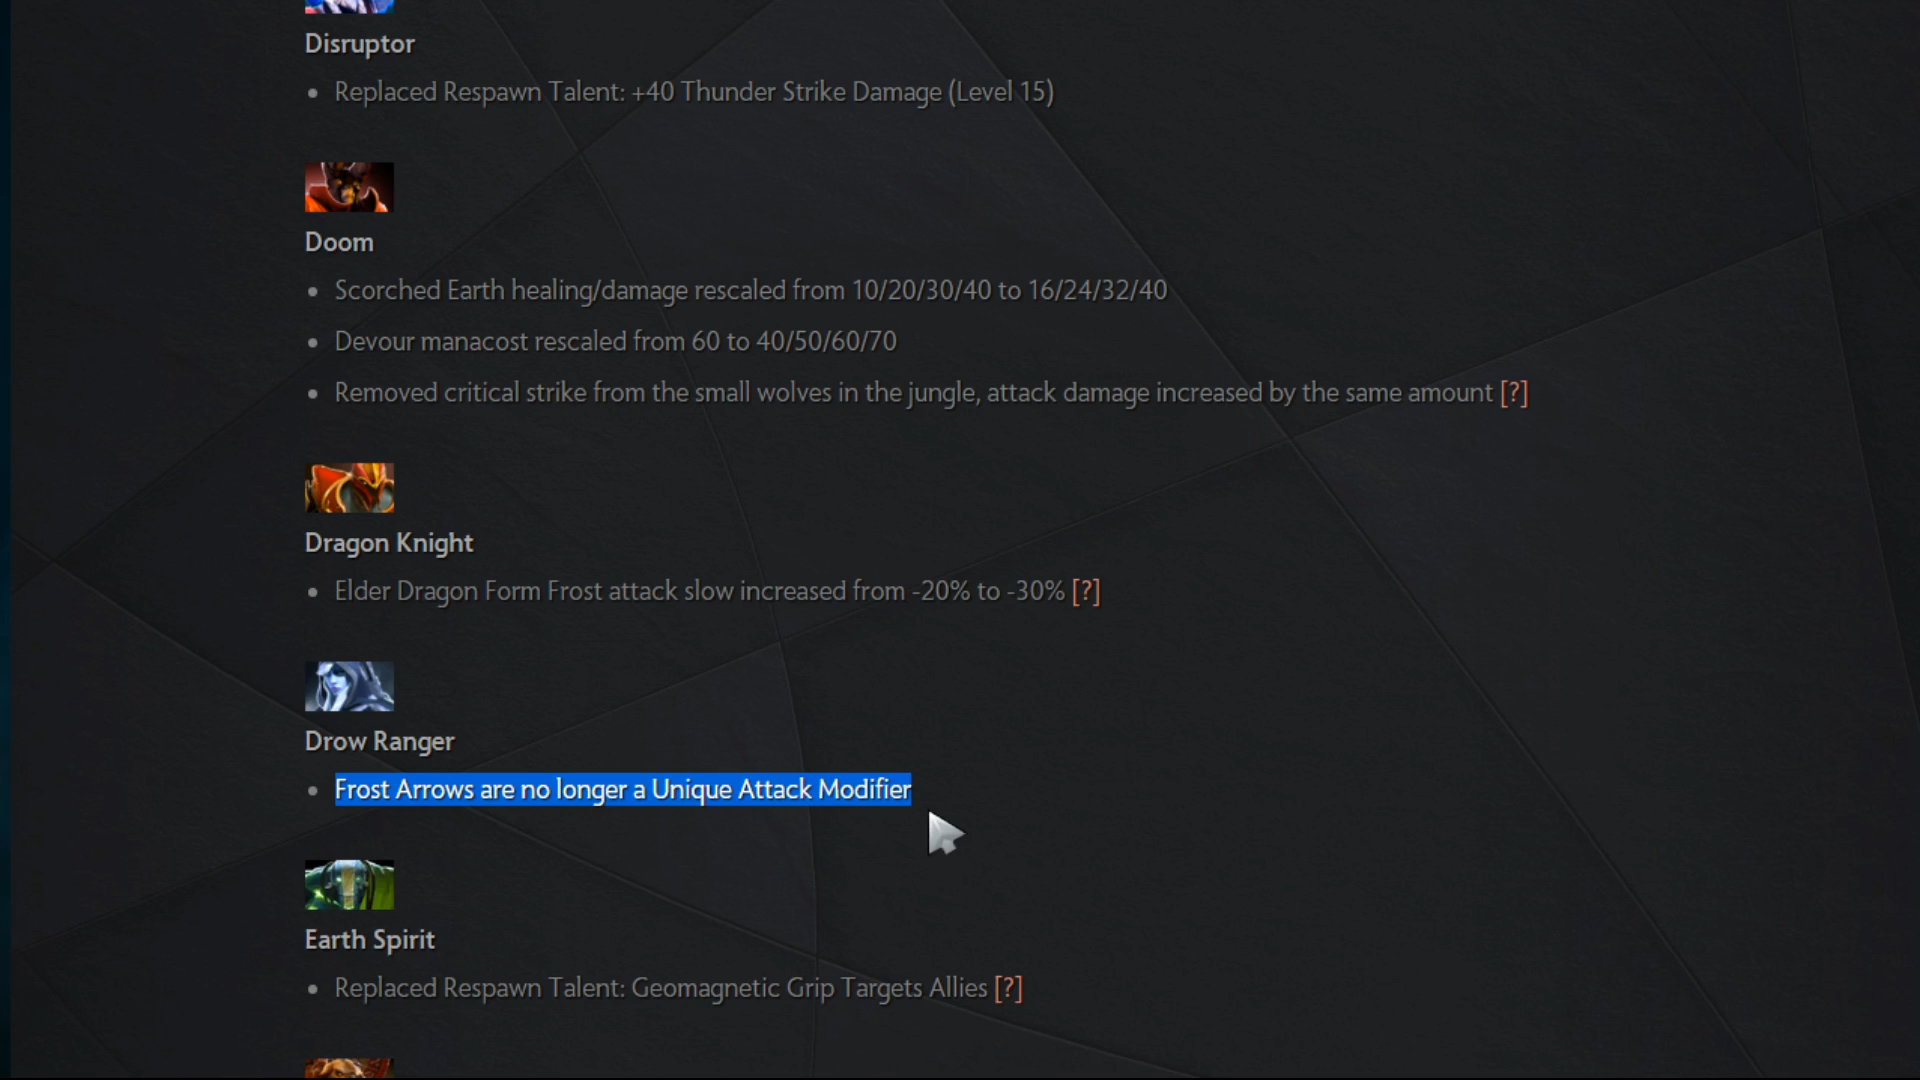 Disruptor
• Replaced Respawn Talent: +40 Thunder Strike Damage (Level 15)
Doom
• Scorched Earth healing/damage rescaled from 10/20/30/40 to 16/24/32/40
• Devour manacost rescaled from 60 to 40/50/60/70
• Removed critical strike from the small wolves in the jungle, attack damage increased by the same amount [?]
Dragon Knight
• Elder Dragon Form Frost attack slow increased from -20% to -30% [?]
Drow Ranger
• Frost Arrows are no longer a Unique Attack Modifier
Earth Spirit
• Replaced Respawn Talent: Geomagnetic Grip Targets Allies [?]